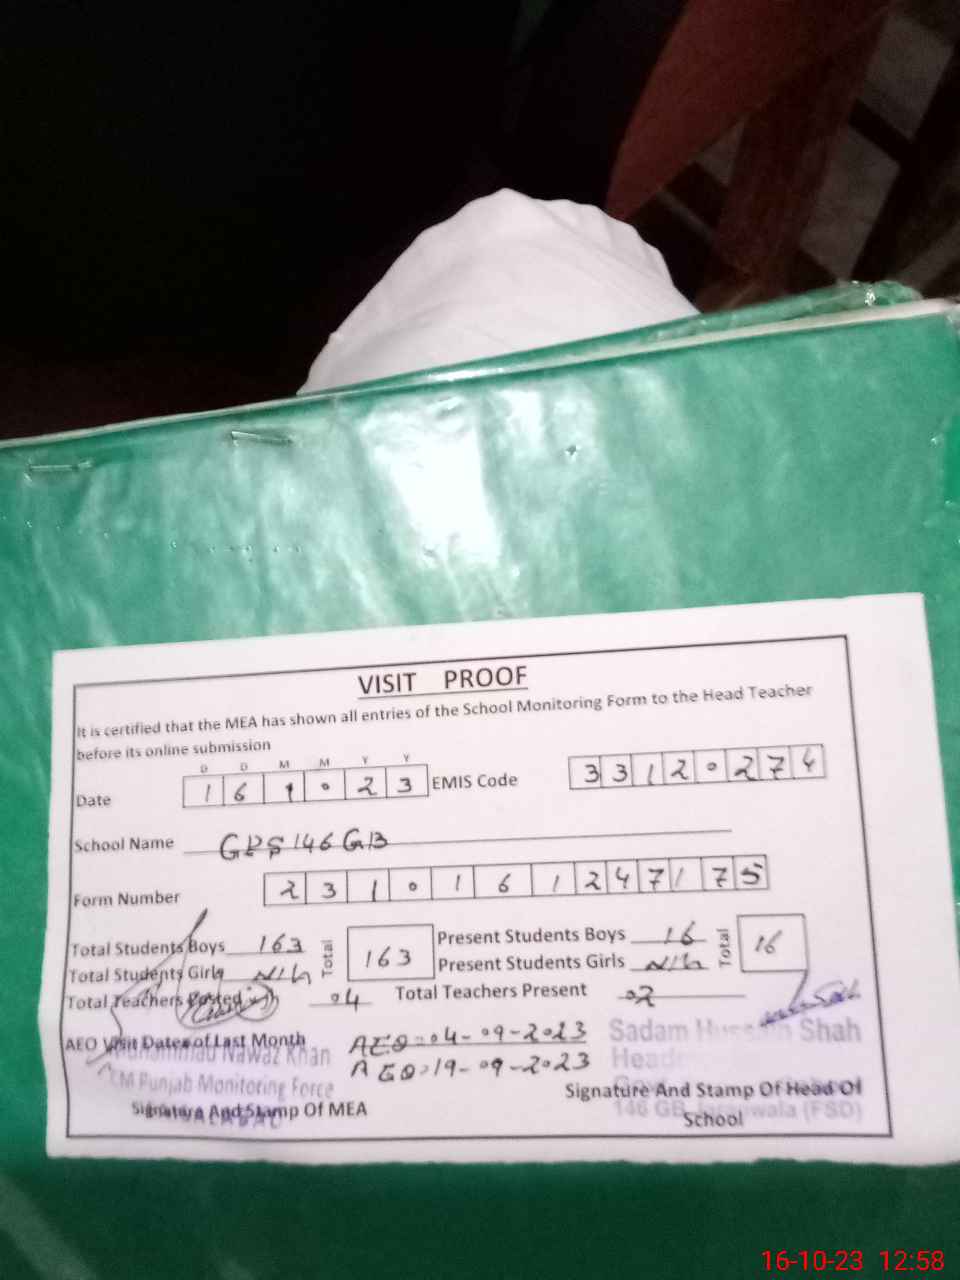 VISIT PROOF
It is certified that the MEA has shown all entries of the School Monitoring Form to the Head Teacher
before its online submission
D D M M Y Y
Date 1 6 1 0 2 3 EMIS Code 3 3 1 2 0 2 7 4
School Name GPS 146 GB
Form Number 2 3 1 0 1 6 1 2 4 7 1 7 5
Total Students Boys 163 Total 163 Present Students Boys 16 Total 16
Total Students Girls Nil Present Students Girls Nil
Total Teachers Posted 04 Total Teachers Present 02
AEO Visit Dates of Last Month AEO = 04-09-2023
AEO = 19-09-2023
Muhammad Nawaz Khan
CM Punjab Monitoring Force
Signature And Stamp Of MEA
Sadam Hussain Shah
Signature And Stamp Of Head Of
School
146 GB Jaranwala (FSD)
16-10-23 12:58